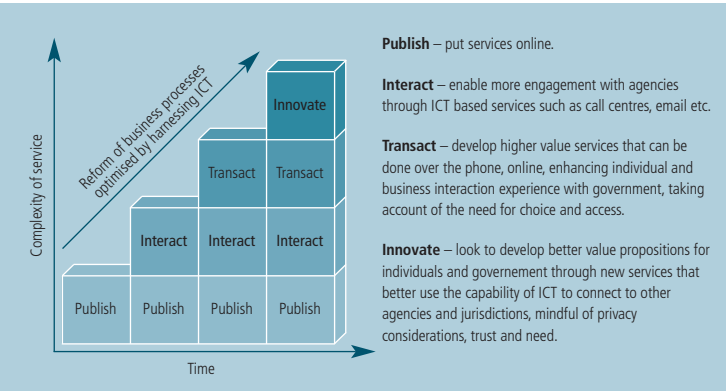 Complexity of service
Reform of business processes
optimised by harnessing ICT
Innovate
Transact Transact
Interact Interact Interact
Publish Publish Publish Publish
Time
Publish – put services online.
Interact – enable more engagement with agencies
through ICT based services such as call centres, email etc.
Transact – develop higher value services that can be
done over the phone, online, enhancing individual and
business interaction experience with government, taking
account of the need for choice and access.
Innovate – look to develop better value propositions for
individuals and governement through new services that
better use the capability of ICT to connect to other
agencies and jurisdictions, mindful of privacy
considerations, trust and need.